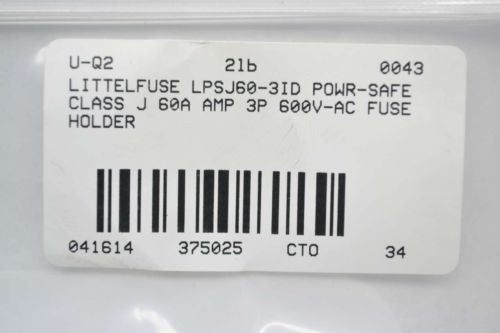 U-Q2 2lb 0043
LITTELFUSE LPSJ60-3ID POWR-SAFE
CLASS J 60A AMP 3P 600V-AC FUSE
HOLDER
041614 375025 CTO 34